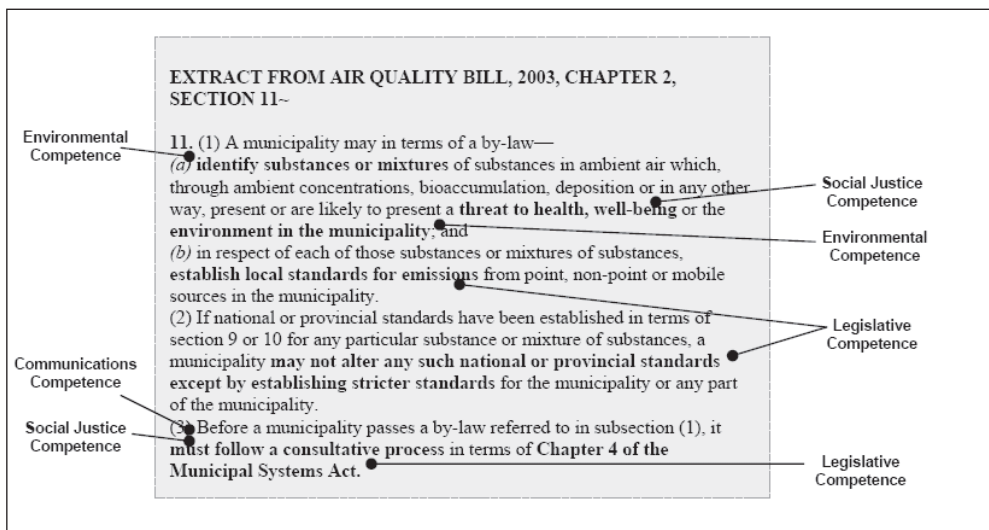 EXTRACT FROM AIR QUALITY BILL, 2003, CHAPTER 2,
SECTION 11~
Environmental
Competence
11. (1) A municipality may in terms of a by-law—
(a) identify substances or mixtures of substances in ambient air which,
through ambient concentrations, bioaccumulation, deposition or in any other
way, present or are likely to present a threat to health, well-being or the
environment in the municipality; and
Social Justice
Competence
Environmental
Competence
(b) in respect of each of those substances or mixtures of substances,
establish local standards for emissions from point, non-point or mobile
sources in the municipality.
(2) If national or provincial standards have been established in terms of
section 9 or 10 for any particular substance or mixture of substances, a
municipality may not alter any such national or provincial standards
except by establishing stricter standards for the municipality or any part
of the municipality.
Legislative
Competence
Communications
Competence
Social Justice
Competence
(3) Before a municipality passes a by-law referred to in subsection (1), it
must follow a consultative process in terms of Chapter 4 of the
Municipal Systems Act.
Legislative
Competence